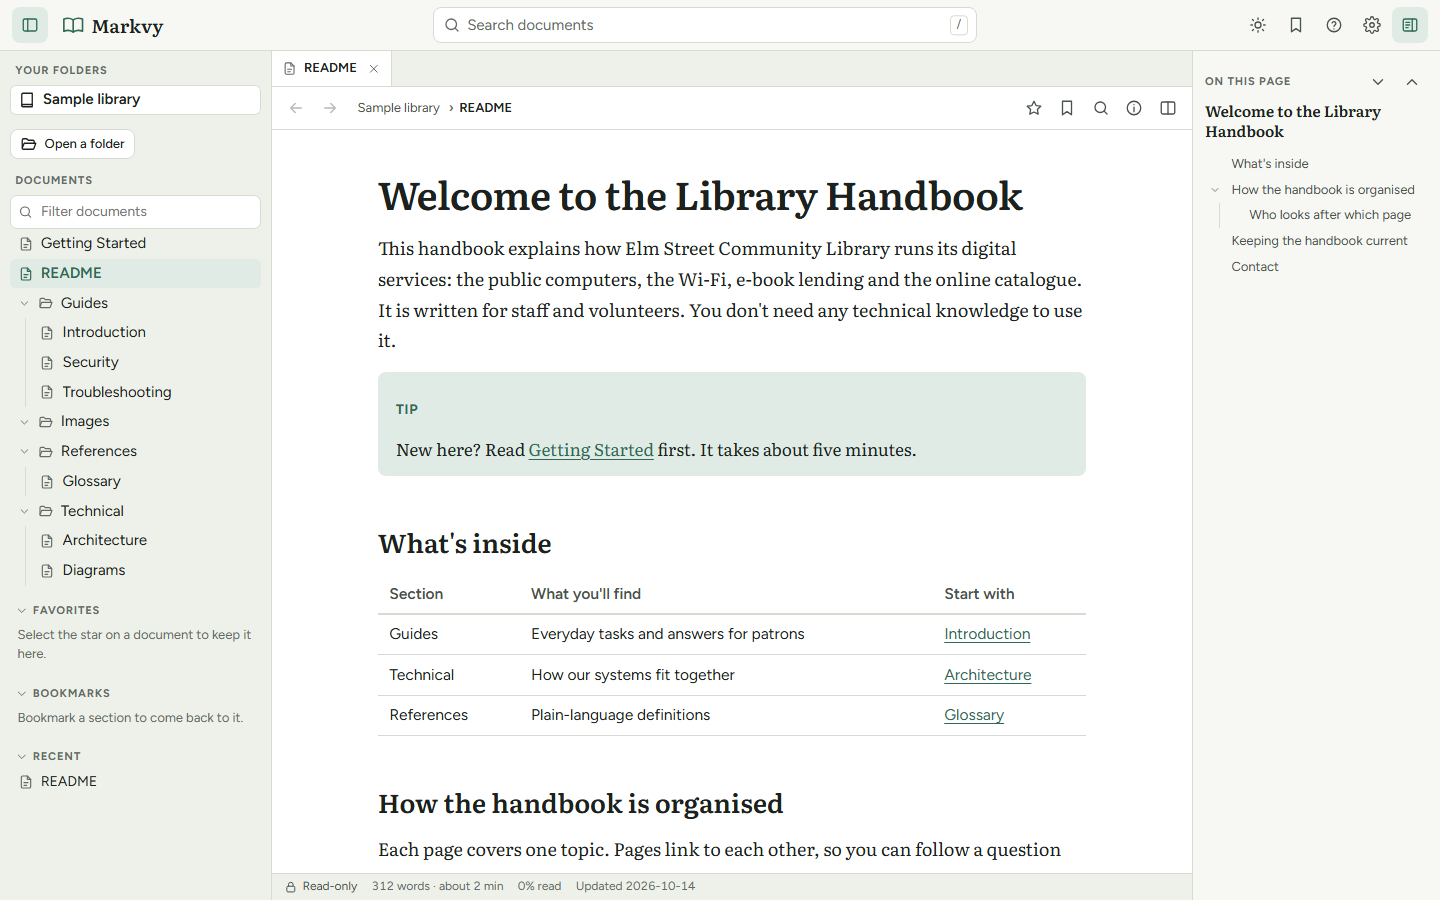 Markvy
Search documents
/
YOUR FOLDERS
Sample library
Open a folder
DOCUMENTS
Filter documents
Getting Started
README
Guides
Introduction
Security
Troubleshooting
Images
References
Glossary
Technical
Architecture
Diagrams
FAVORITES
Select the star on a document to keep it
here.
BOOKMARKS
Bookmark a section to come back to it.
RECENT
README
README
Sample library › README
Welcome to the Library Handbook
This handbook explains how Elm Street Community Library runs its digital
services: the public computers, the Wi-Fi, e-book lending and the online catalogue.
It is written for staff and volunteers. You don't need any technical knowledge to use
it.
TIP
New here? Read Getting Started first. It takes about five minutes.
What's inside
Section What you'll find Start with
Guides Everyday tasks and answers for patrons Introduction
Technical How our systems fit together Architecture
References Plain-language definitions Glossary
How the handbook is organised
Each page covers one topic. Pages link to each other, so you can follow a question
Read-only 312 words · about 2 min 0% read Updated 2026-10-14
ON THIS PAGE
Welcome to the Library
Handbook
What's inside
How the handbook is organised
Who looks after which page
Keeping the handbook current
Contact